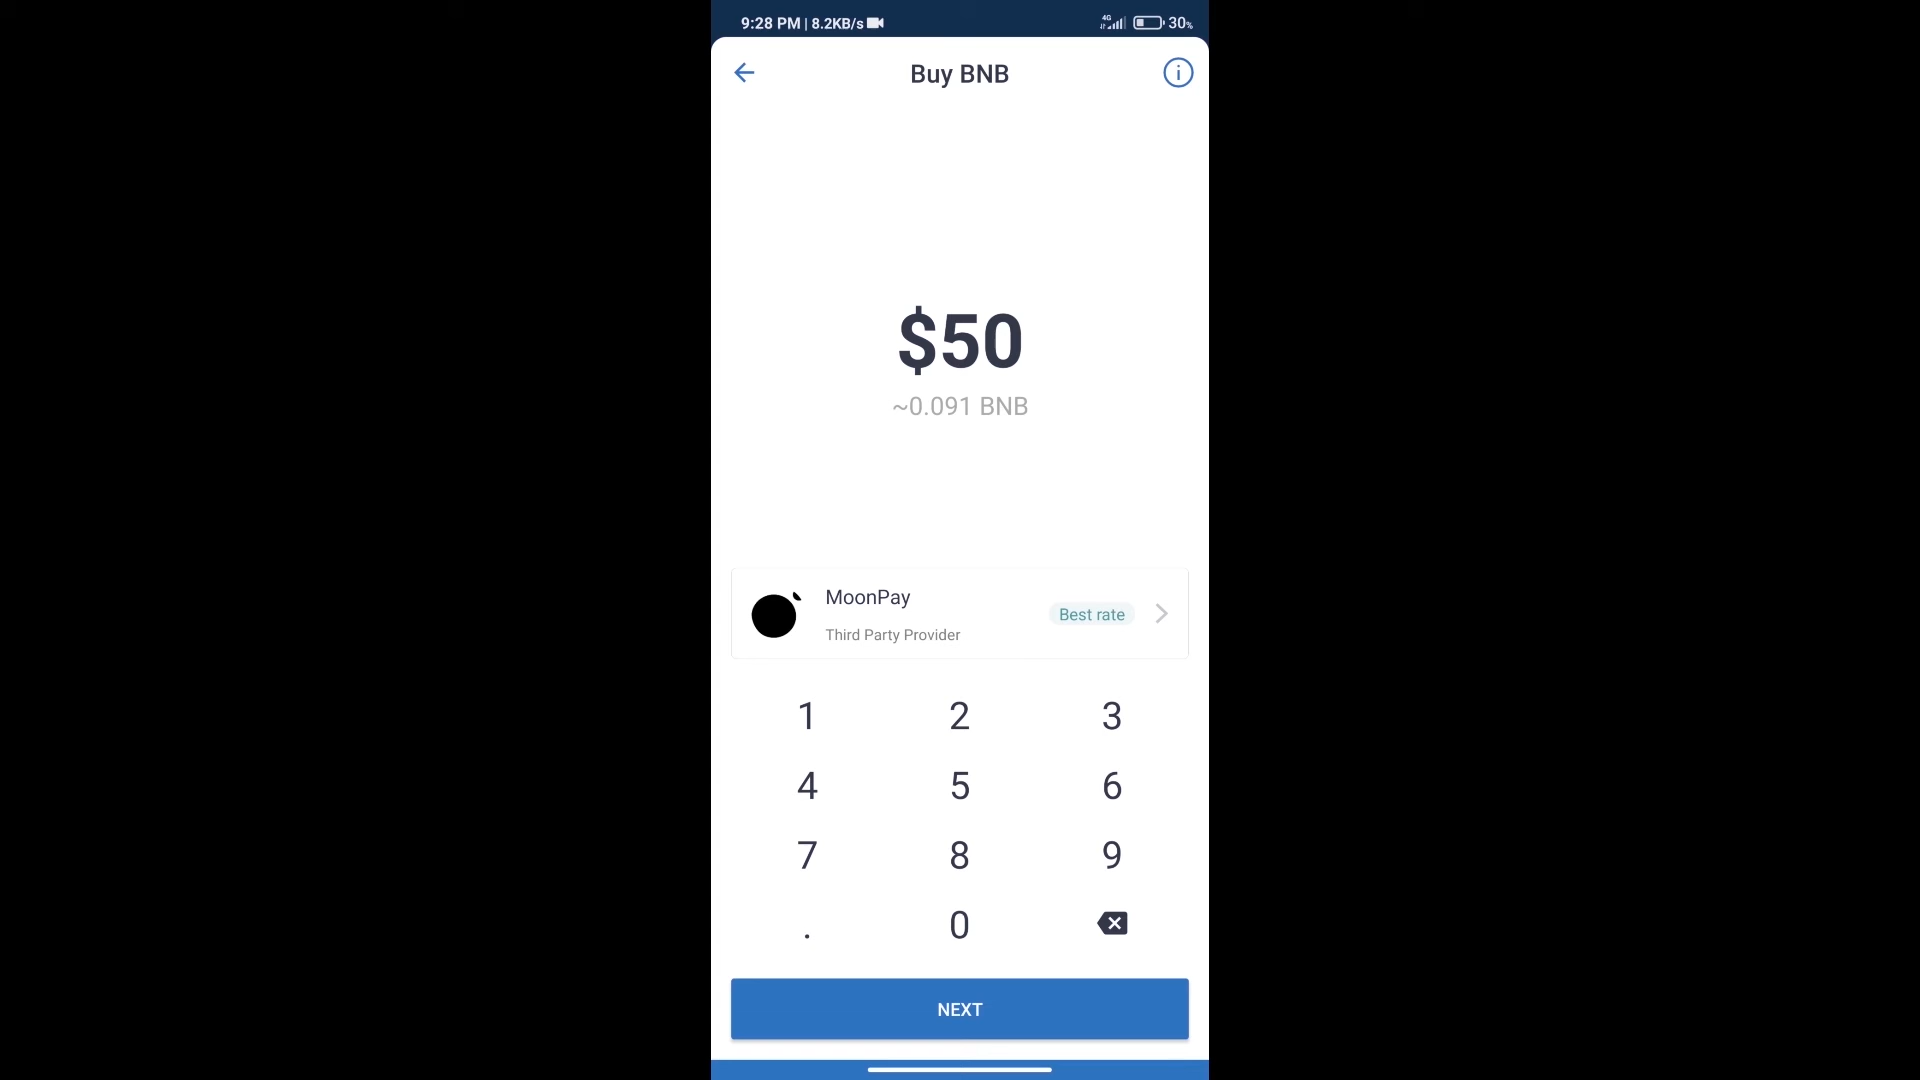 9:28 PM | 8.2KB/s 4G 30%
Buy BNB
$50
~0.091 BNB
MoonPay
Third Party Provider
Best rate
1 2 3
4 5 6
7 8 9
. 0
NEXT